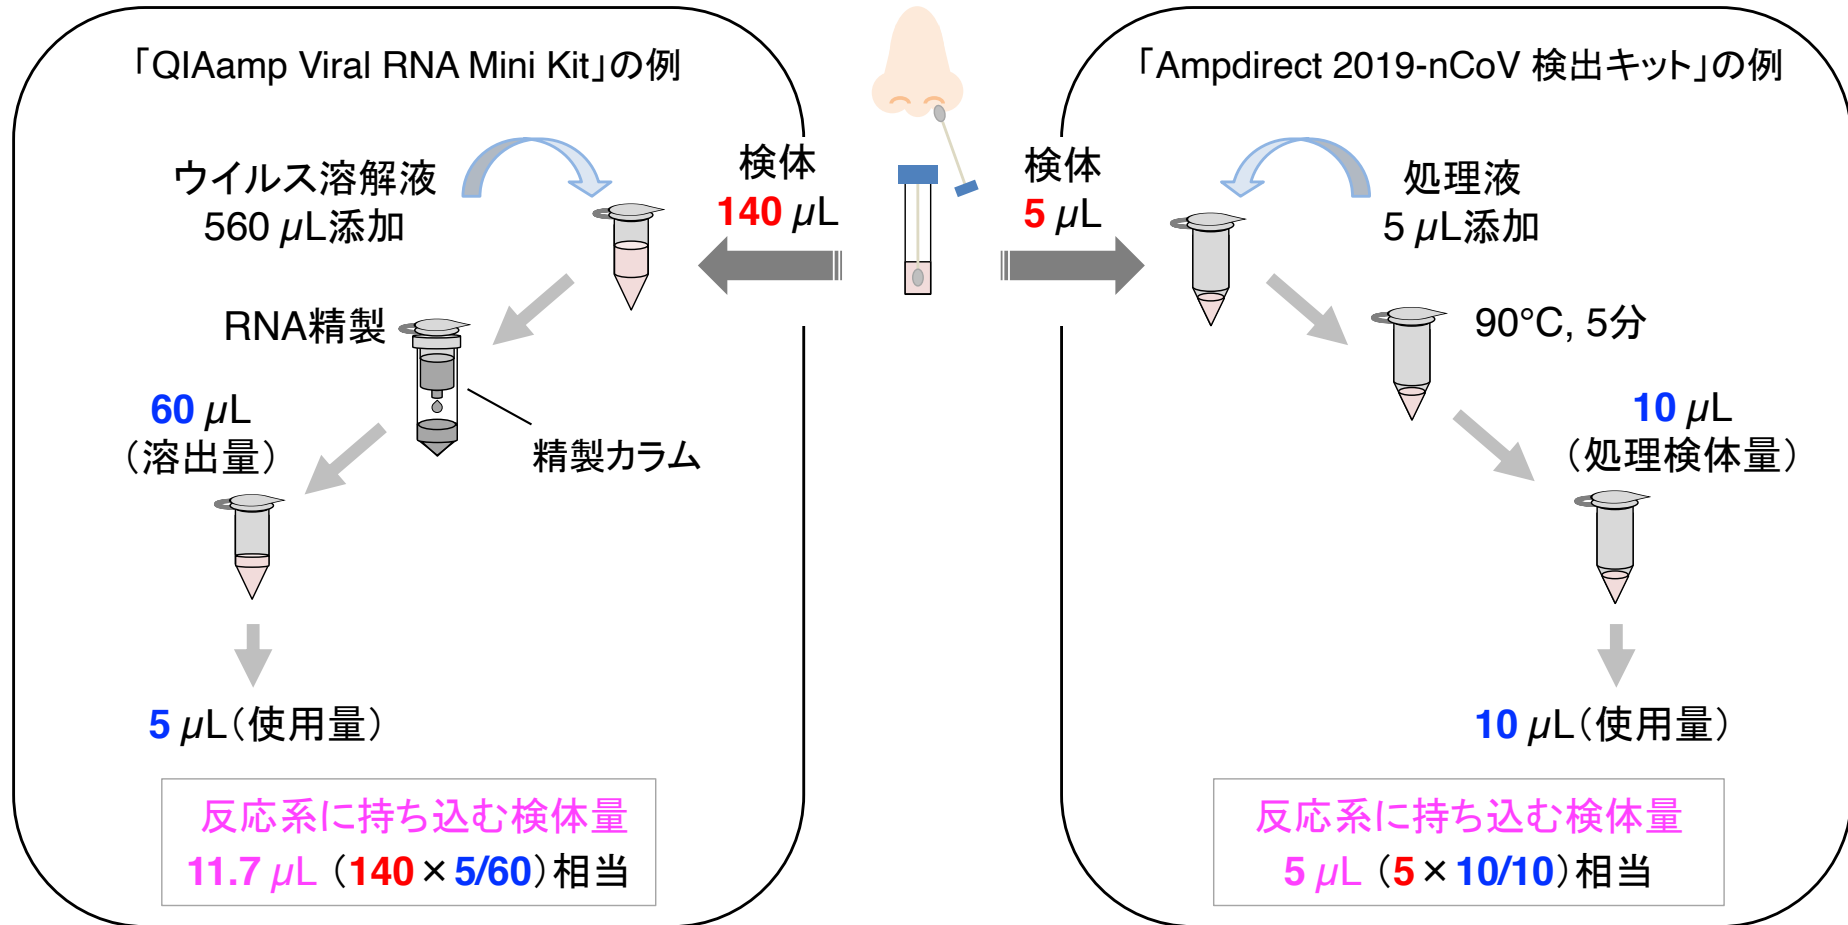 「QIAamp Viral RNA Mini Kit」の例
ウイルス溶解液
560 µL添加
検体
140 µL
RNA精製
精製カラム
60 µL
（溶出量）
5 µL（使用量）
反応系に持ち込む検体量
11.7 µL （140×5/60）相当
「Ampdirect 2019-nCoV 検出キット」の例
検体
5 µL
処理液
5 µL添加
90°C, 5分
10 µL
（処理検体量）
10 µL（使用量）
反応系に持ち込む検体量
5 µL （5×10/10）相当